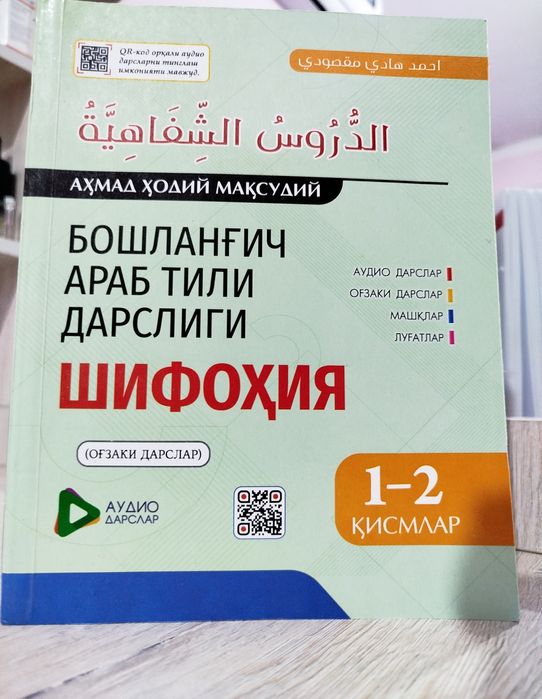 QR-код орқали аудио
дарсларни тинглаш
имконияти мавжуд.
احمد هادي مقصودي
الدُّرُوسُ الشِّفَاهِيَّةُ
АҲМАД ҲОДИЙ МАҚСУДИЙ
БОШЛАНҒИЧ
АРАБ ТИЛИ
ДАРСЛИГИ
ШИФОҲИЯ
АУДИО ДАРСЛАР
ОҒЗАКИ ДАРСЛАР
МАШҚЛАР
ЛУҒАТЛАР
(ОҒЗАКИ ДАРСЛАР)
АУДИО
ДАРСЛАР
1–2
ҚИСМЛАР